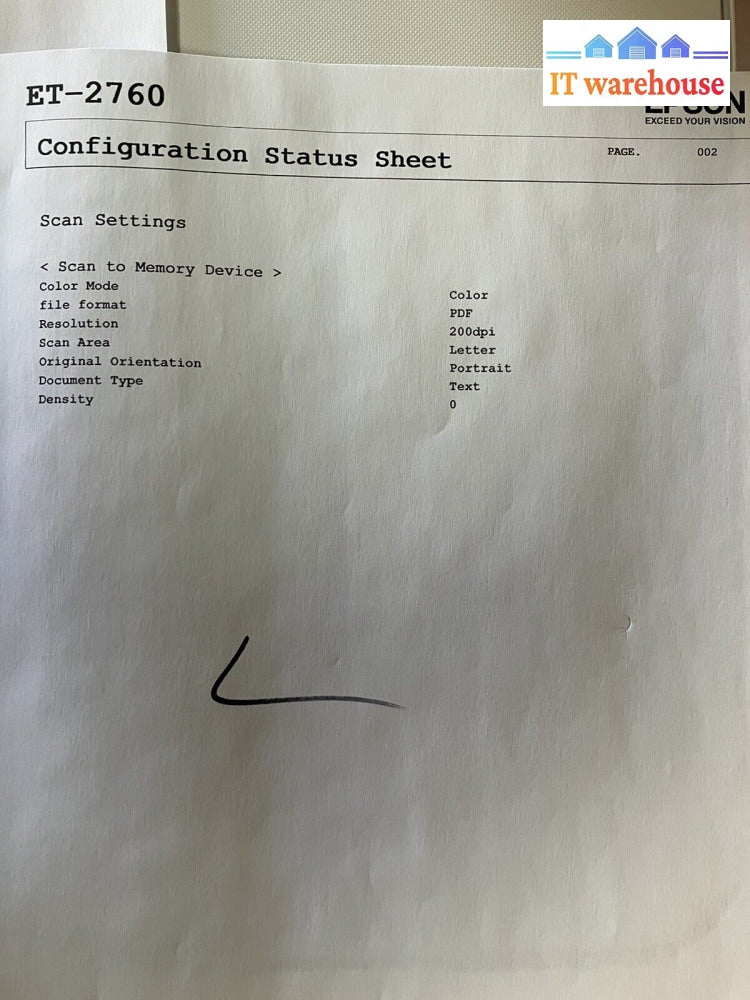 IT warehouse
ET-2760
EPSON
EXCEED YOUR VISION
Configuration Status Sheet PAGE. 002
Scan Settings
< Scan to Memory Device >
Color Mode Color
file format PDF
Resolution 200dpi
Scan Area Letter
Original Orientation Portrait
Document Type Text
Density 0